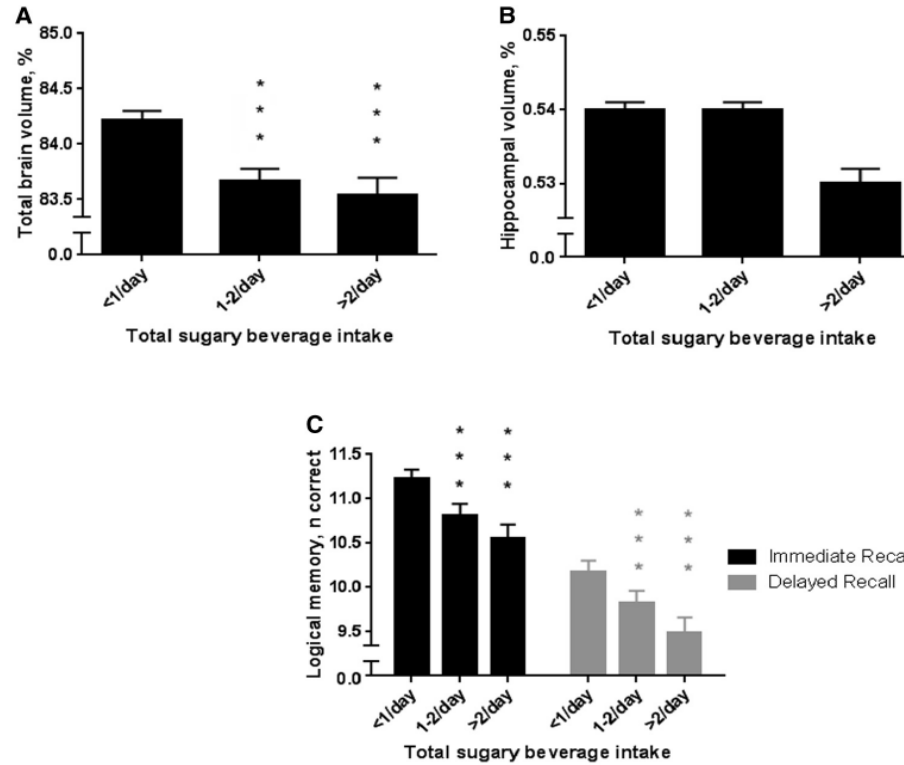 A
Total brain volume, %
85.0
84.5
84.0
83.5
0.0
* * *
* * *
<1/day
1-2/day
>2/day
Total sugary beverage intake
B
Hippocampal volume, %
0.55
0.54
0.53
0.0
<1/day
1-2/day
>2/day
Total sugary beverage intake
C
Logical memory, n correct
11.5
11.0
10.5
10.0
9.5
0.0
* * *
* * *
* * *
* * *
<1/day
1-2/day
>2/day
<1/day
1-2/day
>2/day
Total sugary beverage intake
Immediate Reca
Delayed Recall